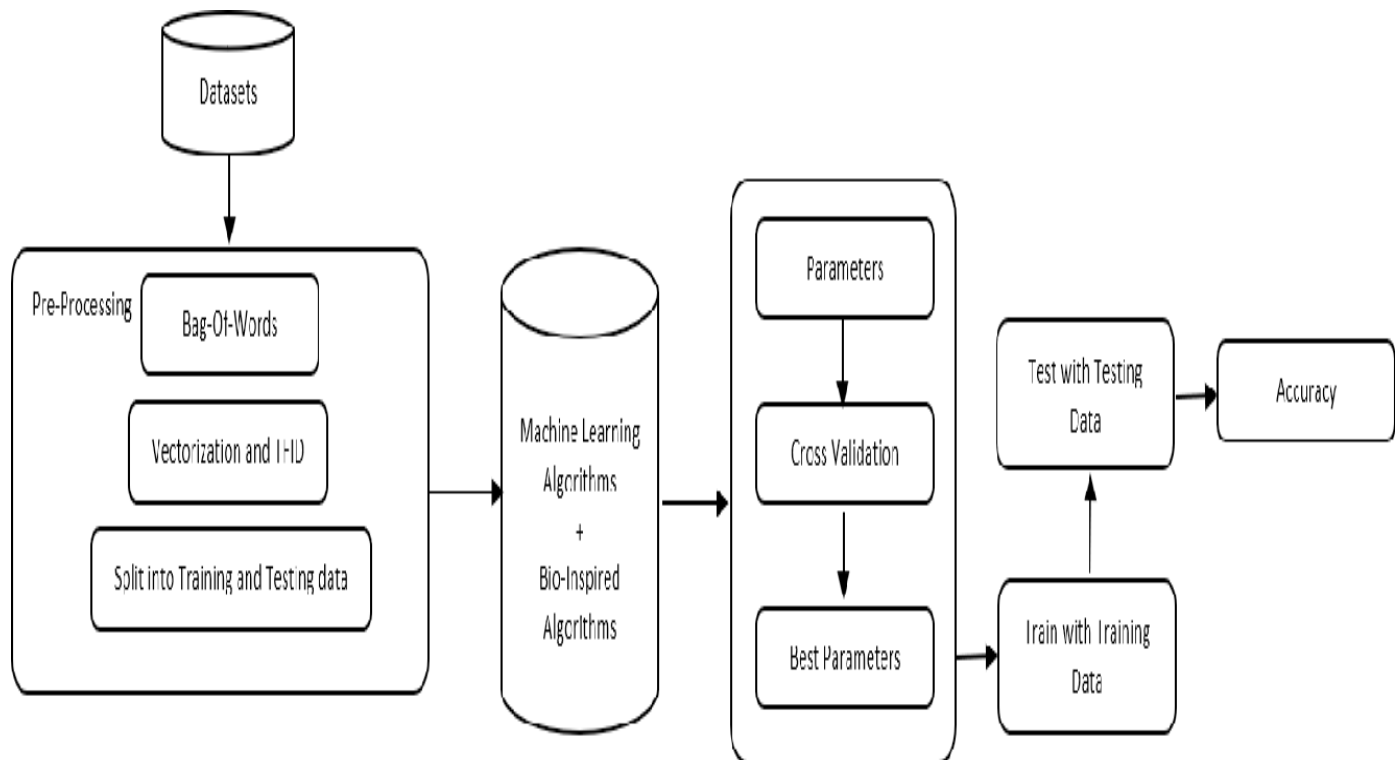 Datasets
Pre-Processing
Bag-Of-Words
Vectorization and
Split into Training and Testing data
Machine Learning
Algorithms
+
Bio-Inspired
Algorithms
Parameters
Cross Validation
Best Parameters
Train with Training
Data
Test with Testing
Data
Accuracy